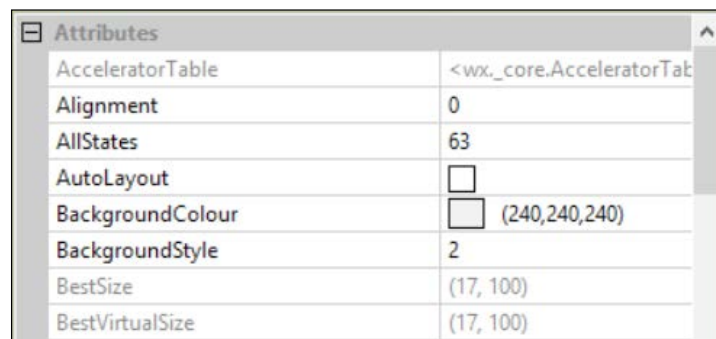 Attributes
AcceleratorTable <wx._core.AcceleratorTab
Alignment 0
AllStates 63
AutoLayout
BackgroundColour (240,240,240)
BackgroundStyle 2
BestSize (17, 100)
BestVirtualSize (17, 100)